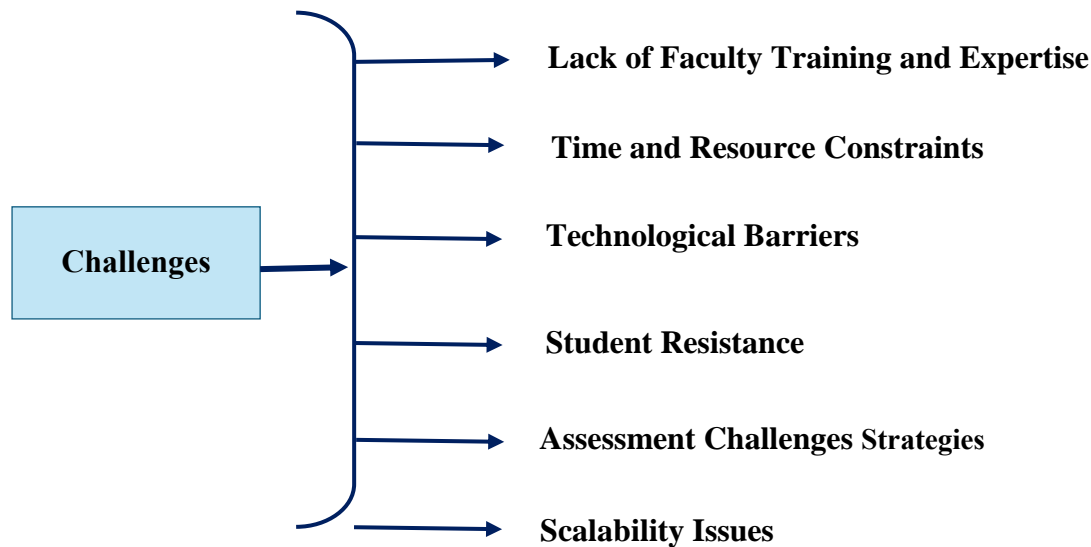 Challenges
Lack of Faculty Training and Expertise
Time and Resource Constraints
Technological Barriers
Student Resistance
Assessment Challenges Strategies
Scalability Issues